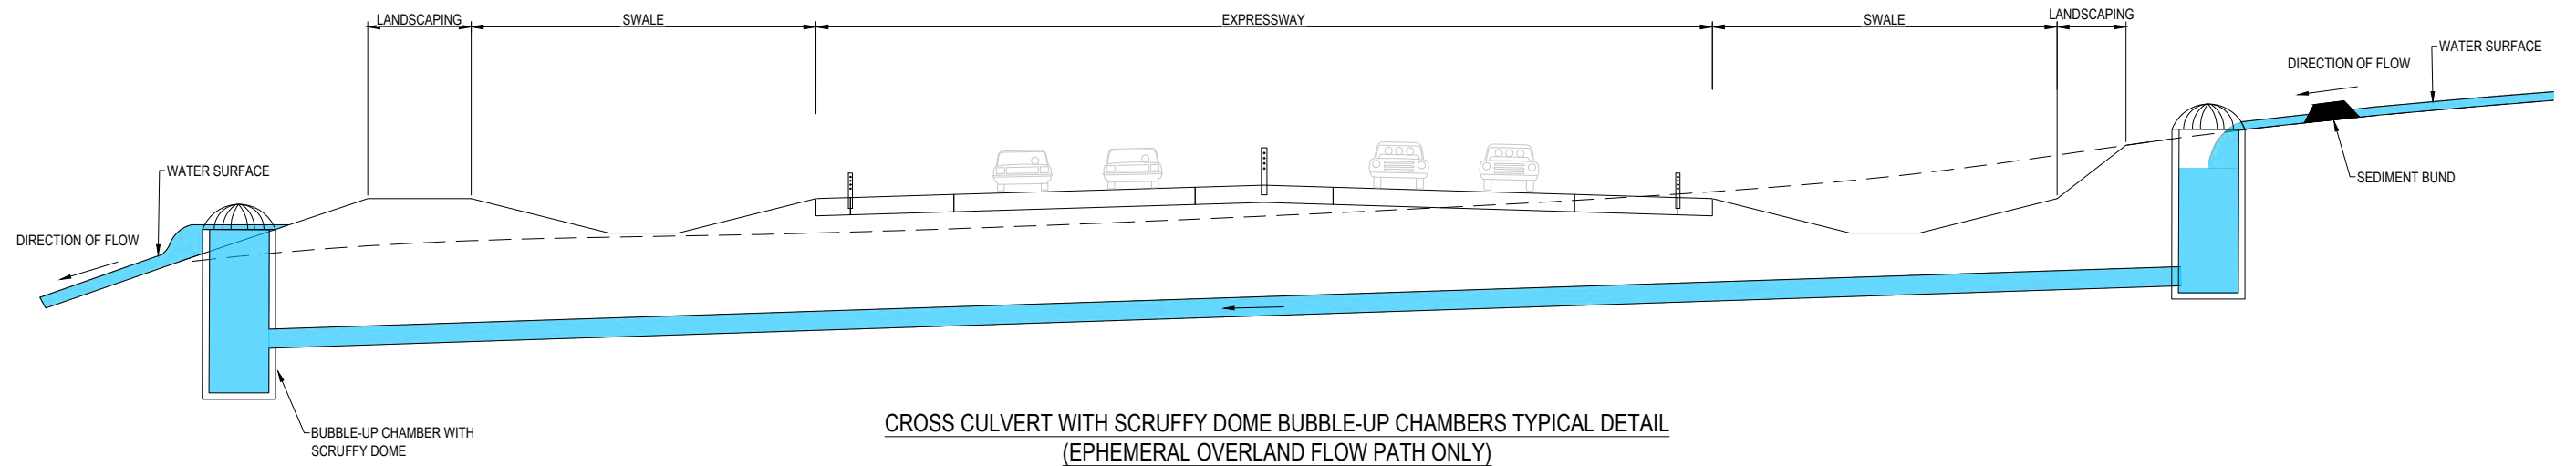 LANDSCAPING
SWALE
EXPRESSWAY
SWALE
LANDSCAPING
WATER SURFACE
DIRECTION OF FLOW
SEDIMENT BUND
WATER SURFACE
DIRECTION OF FLOW
BUBBLE-UP CHAMBER WITH
SCRUFFY DOME
CROSS CULVERT WITH SCRUFFY DOME BUBBLE-UP CHAMBERS TYPICAL DETAIL
(EPHEMERAL OVERLAND FLOW PATH ONLY)